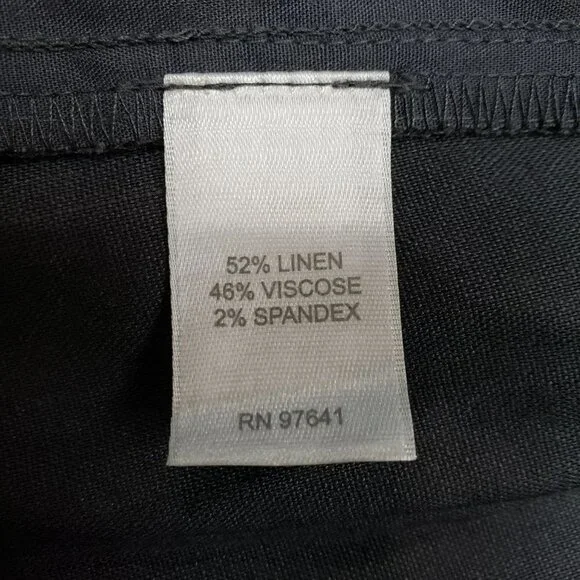 52% LINEN
46% VISCOSE
2% SPANDEX
RN 97641